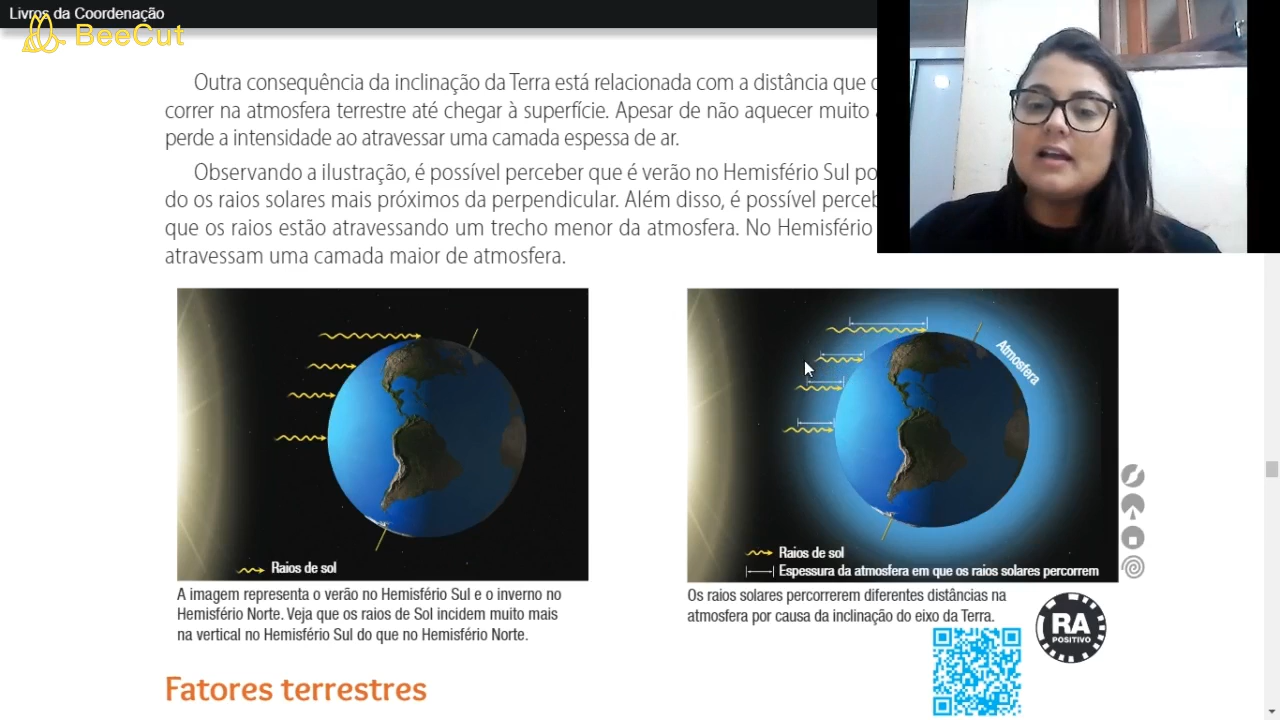 Livros da Coordenação
BeeCut
Outra consequência da inclinação da Terra está relacionada com a distância que
correr na atmosfera terrestre até chegar à superfície. Apesar de não aquecer muito
perde a intensidade ao atravessar uma camada espessa de ar.
Observando a ilustração, é possível perceber que é verão no Hemisfério Sul
do os raios solares mais próximos da perpendicular. Além disso, é possível
que os raios estão atravessando um trecho menor da atmosfera. No Hemisfério
atravessam uma camada maior de atmosfera.
Raios de sol
A imagem representa o verão no Hemisfério Sul e o inverno no
Hemisfério Norte. Veja que os raios de Sol incidem muito mais
na vertical no Hemisfério Sul do que no Hemisfério Norte.
Atmosfera
Raios de sol
Espessura da atmosfera em que os raios solares percorrem
Os raios solares percorrerem diferentes distâncias na
atmosfera por causa da inclinação do eixo da Terra.
RA
POSITIVO
Fatores terrestres